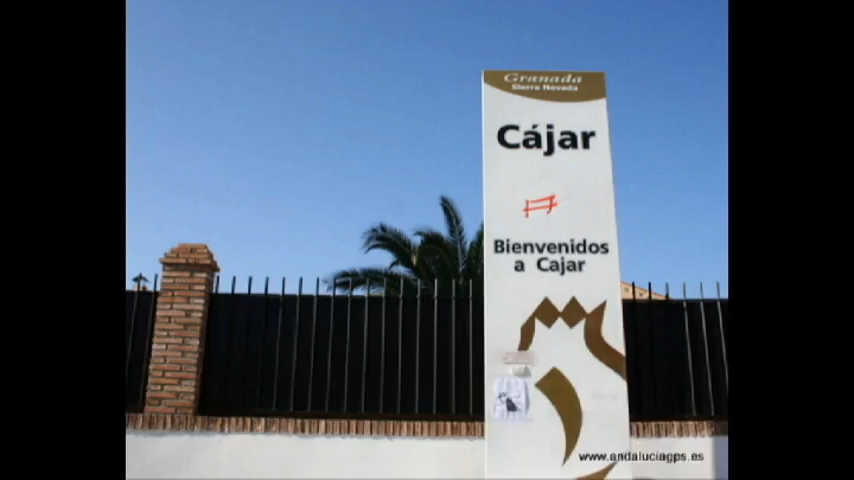 Granada
Sierra Nevada
Cájar
Bienvenidos
a Cajar
www.andaluciagps.es